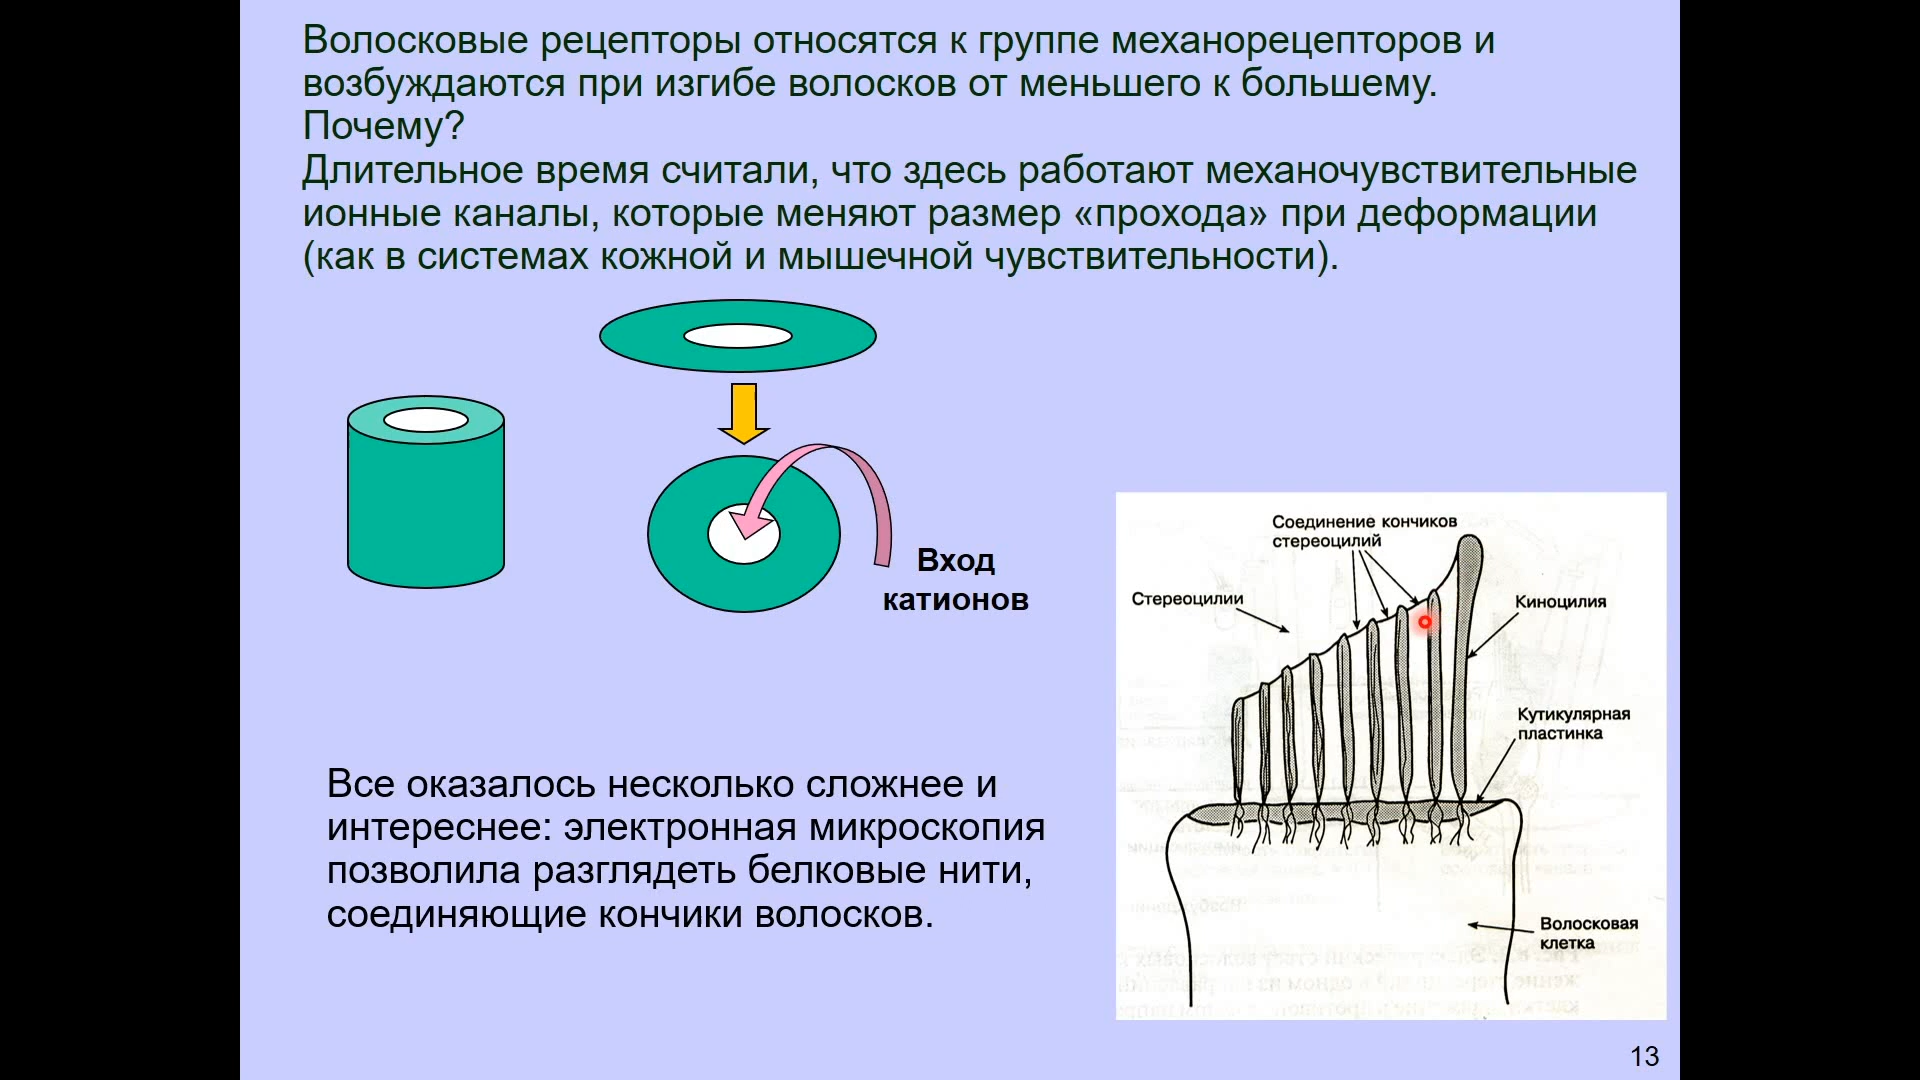 Волосковые рецепторы относятся к группе механорецепторов и
возбуждаются при изгибе волосков от меньшего к большему.
Почему?
Длительное время считали, что здесь работают механочувствительные
ионные каналы, которые меняют размер «прохода» при деформации
(как в системах кожной и мышечной чувствительности).
Вход
катионов
Соединение кончиков
стереоцилий
Стереоцилии
Киноцилия
Кутикулярная
пластинка
Волосковая
клетка
Все оказалось несколько сложнее и
интереснее: электронная микроскопия
позволила разглядеть белковые нити,
соединяющие кончики волосков.
13